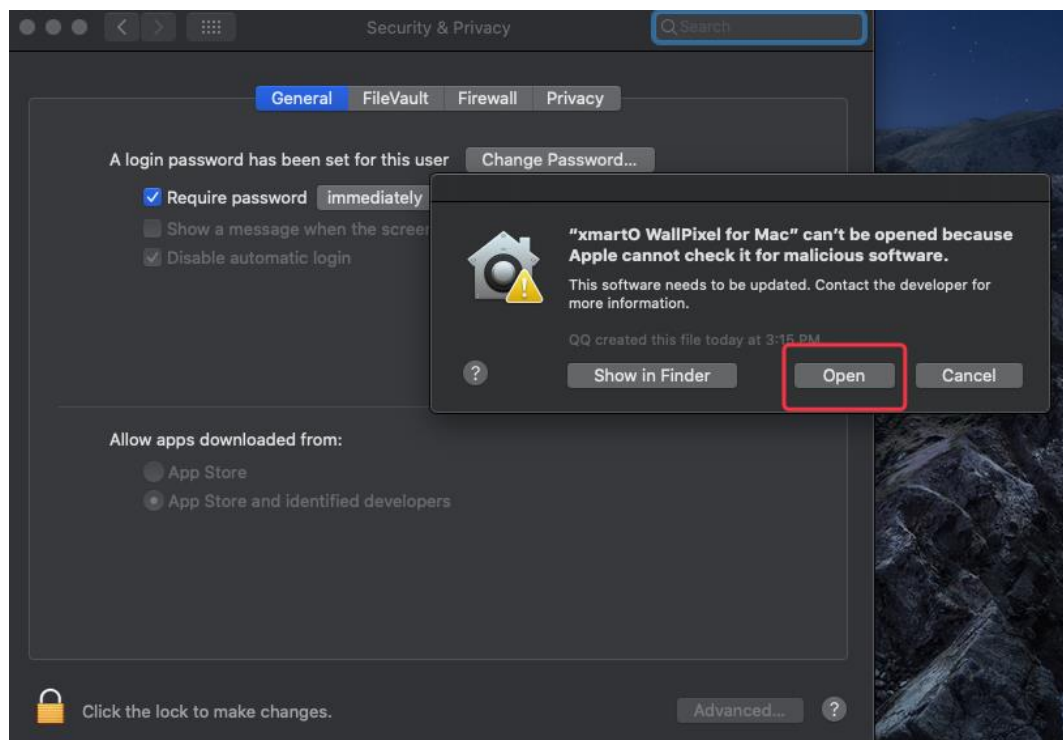 Security & Privacy
Search
General FileVault Firewall Privacy
A login password has been set for this user Change Password...
Require password immediately
Show a message when the screen
Disable automatic login
“xmartO WallPixel for Mac” can’t be opened because
Apple cannot check it for malicious software.
This software needs to be updated. Contact the developer for
more information.
QQ created this file today at 3:15 PM
? Show in Finder Open Cancel
Allow apps downloaded from:
App Store
App Store and identified developers
Click the lock to make changes. Advanced... ?